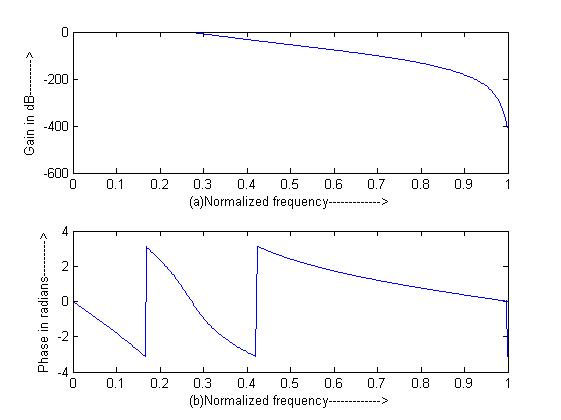 0
-200
-400
-600
Gain in dB--------->
0 0.1 0.2 0.3 0.4 0.5 0.6 0.7 0.8 0.9 1
(a)Normalized frequency------------->
4
2
0
-2
-4
Phase in radians--------->
0 0.1 0.2 0.3 0.4 0.5 0.6 0.7 0.8 0.9 1
(b)Normalized frequency------------->